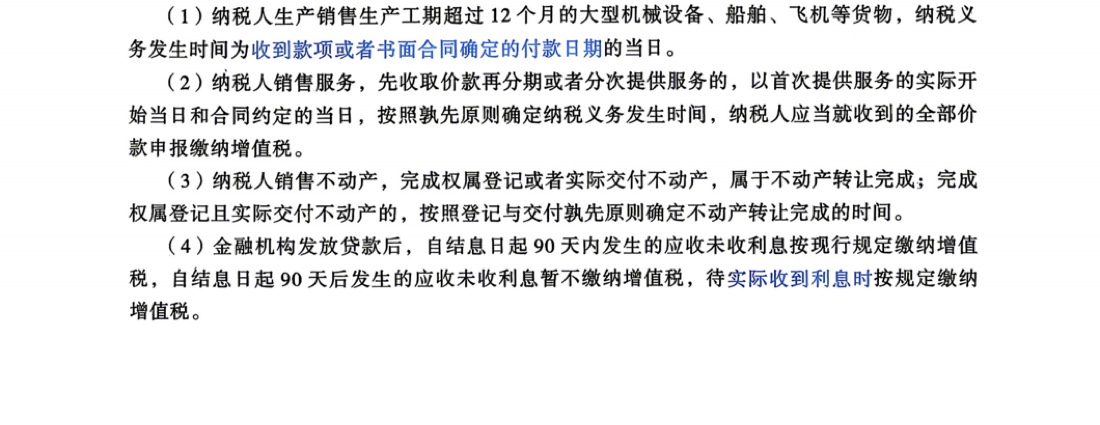 （1）纳税人生产销售生产工期超过 12 个月的大型机械设备、船舶、飞机等货物，纳税义
务发生时间为收到款项或者书面合同确定的付款日期的当日。
（2）纳税人销售服务，先收取价款再分期或者分次提供服务的，以首次提供服务的实际开
始当日和合同约定的当日，按照孰先原则确定纳税义务发生时间，纳税人应当就收到的全部价
款申报缴纳增值税。
（3）纳税人销售不动产，完成权属登记或者实际交付不动产，属于不动产转让完成；完成
权属登记且实际交付不动产的，按照登记与交付孰先原则确定不动产转让完成的时间。
（4）金融机构发放贷款后，自结息日起 90 天内发生的应收未收利息按现行规定缴纳增值
税，自结息日起 90 天后发生的应收未收利息暂不缴纳增值税，待实际收到利息时按规定缴纳
增值税。